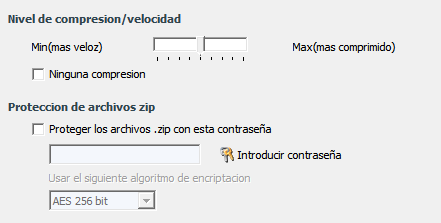 Nivel de compresion/velocidad
Min(mas veloz) Max(mas comprimido)
Ninguna compresion
Proteccion de archivos zip
Proteger los archivos .zip con esta contraseña
Introducir contraseña
Usar el siguiente algoritmo de encriptacion
AES 256 bit